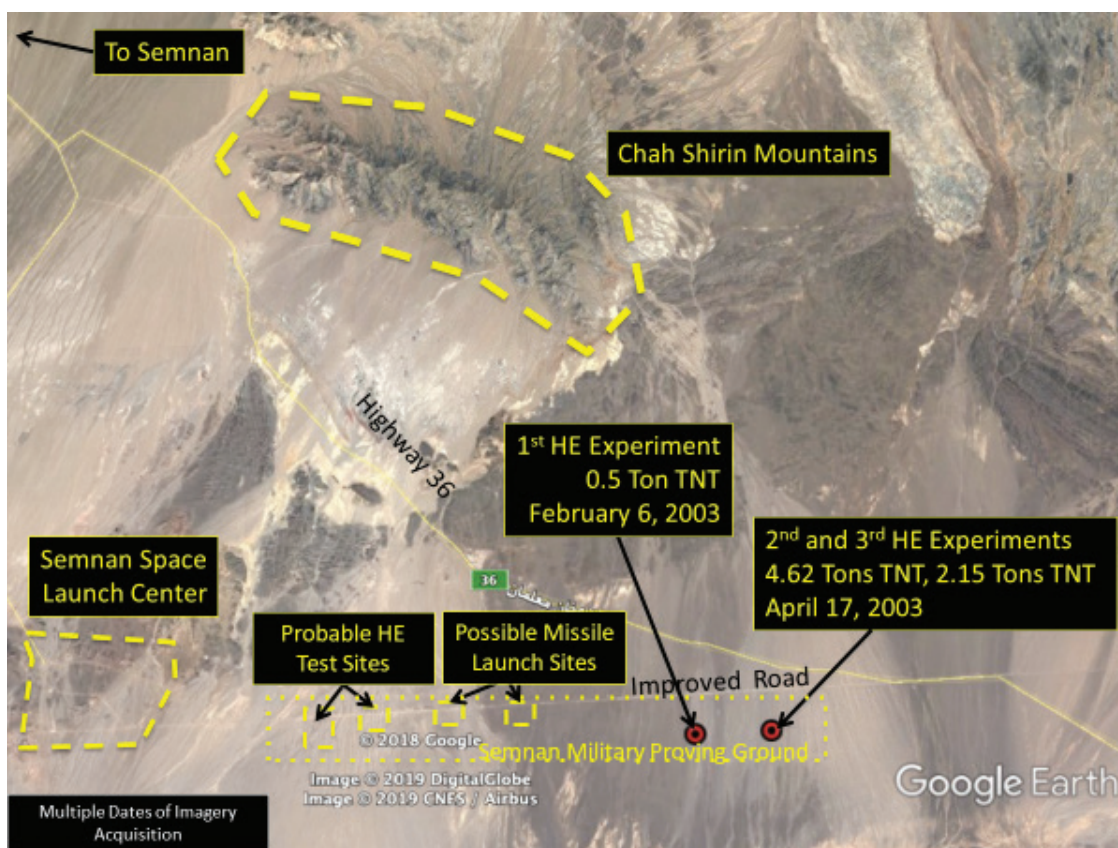 To Semnan
Chah Shirin Mountains
Highway 36
1st HE Experiment
0.5 Ton TNT
February 6, 2003
2nd and 3rd HE Experiments
4.62 Tons TNT, 2.15 Tons TNT
April 17, 2003
Semnan Space
Launch Center
36
معلمان
Probable HE
Test Sites
Possible Missile
Launch Sites
Improved Road
© 2018 Google
Semnan Military Proving Ground
Image © 2019 DigitalGlobe
Image © 2019 CNES / Airbus
Google Earth
Multiple Dates of Imagery
Acquisition